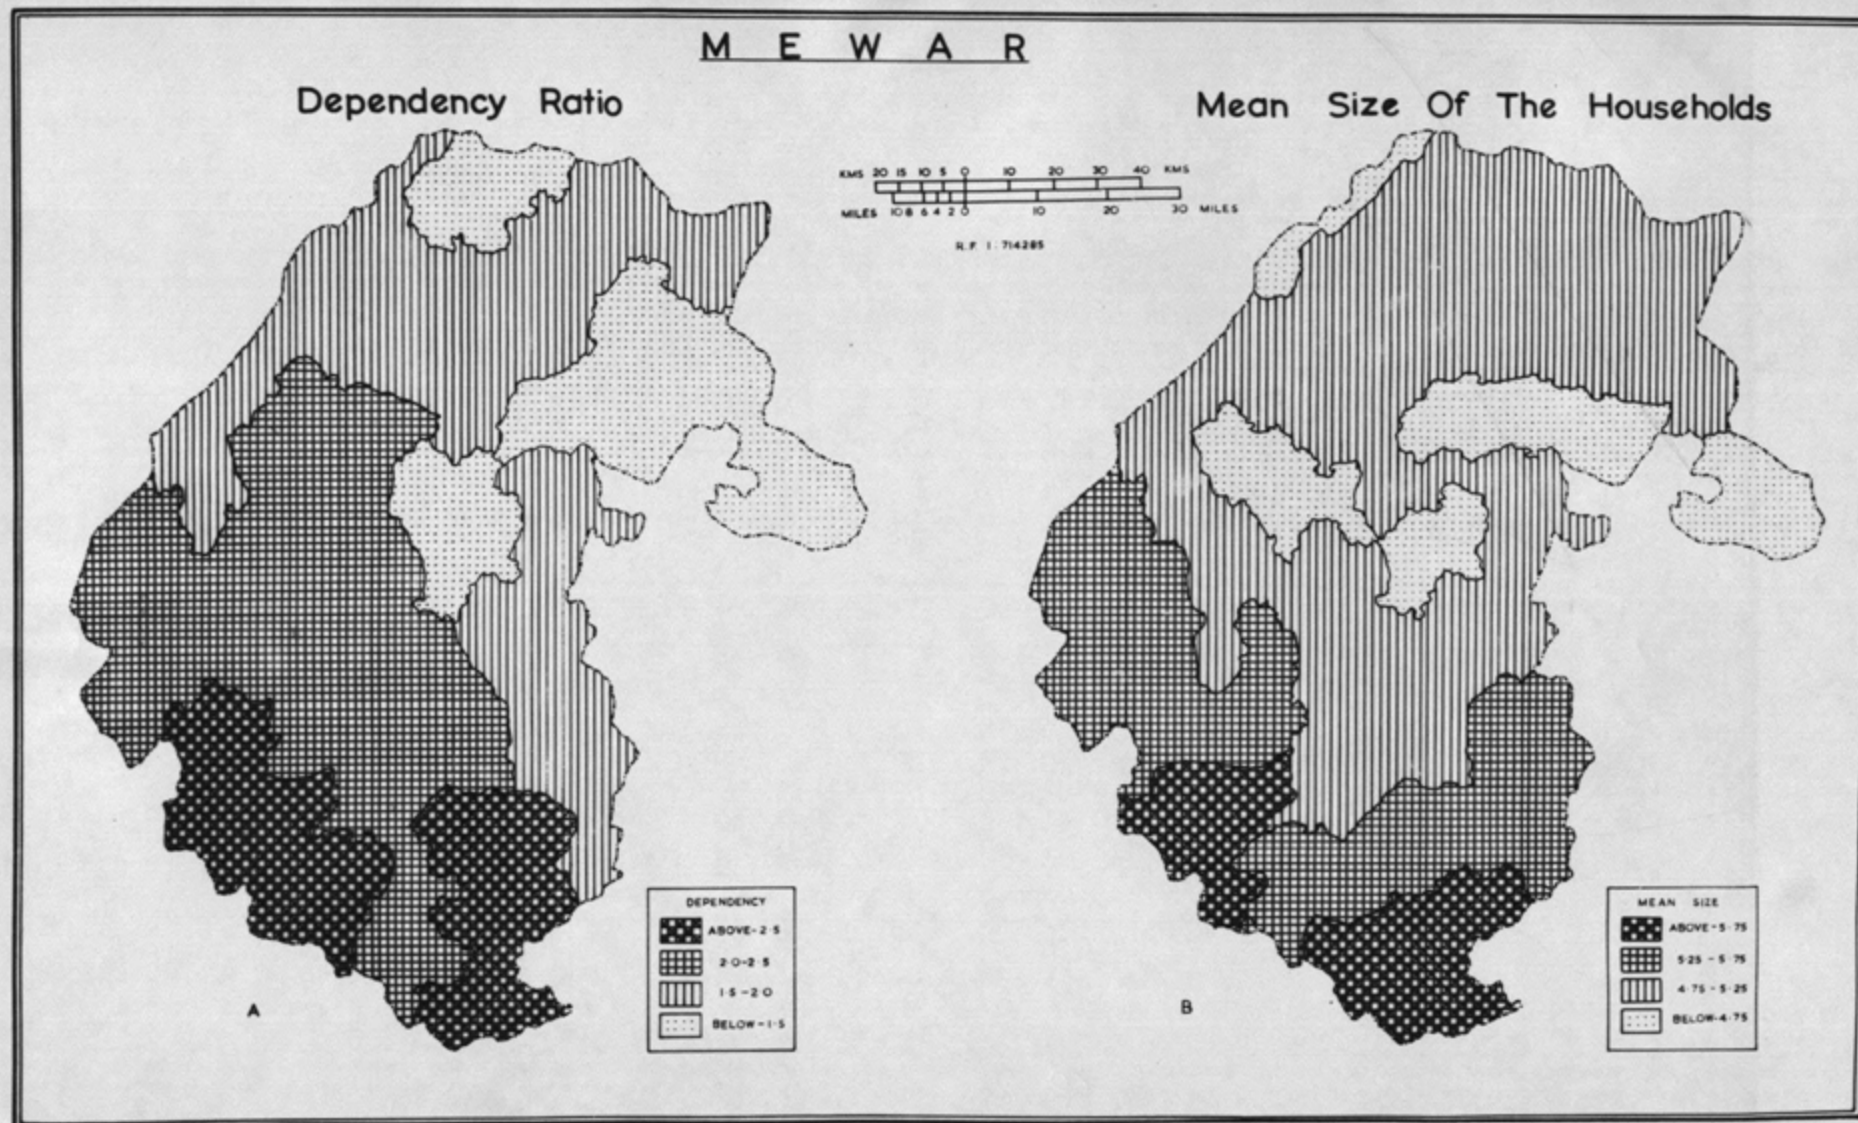 MEWAR
Dependency Ratio
Mean Size Of The Households
KMS 20 15 10 5 0 10 20 30 40 KMS
MILES 10 8 6 4 2 0 10 20 30 MILES
R.F. 1:714285
DEPENDENCY
ABOVE-2·5
2·0-2·5
1·5-2·0
BELOW-1·5
A
MEAN SIZE
ABOVE-5·75
5·25-5·75
4·75-5·25
BELOW-4·75
B